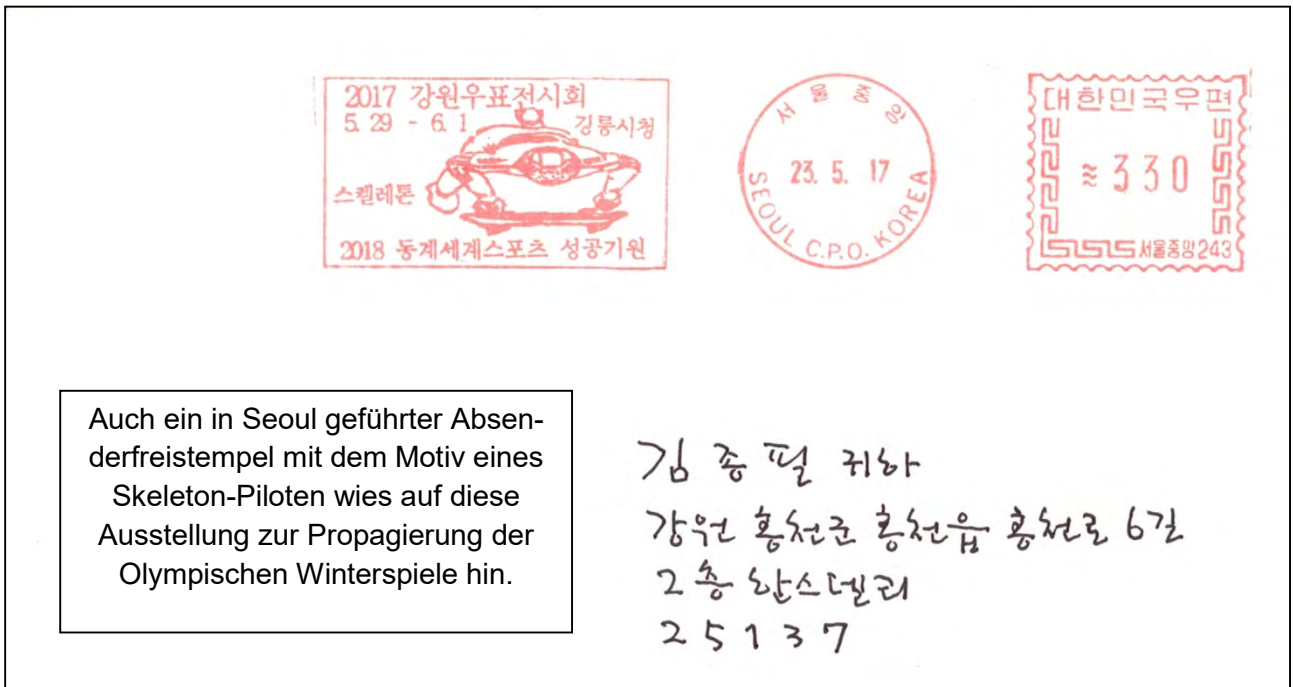 2017 강원우표전시회
5. 29 - 6. 1 강릉시청
스켈레톤
2018 동계세계스포츠 성공기원
서울중앙
23. 5. 17
SEOUL C.P.O. KOREA
대한민국우편
≈330
서울중앙243
Auch ein in Seoul geführter Absen-
derfreistempel mit dem Motiv eines
Skeleton-Piloten wies auf diese
Ausstellung zur Propagierung der
Olympischen Winterspiele hin.
김종필 귀하
강원 홍천군 홍천읍 홍천로 6길
2층
25137